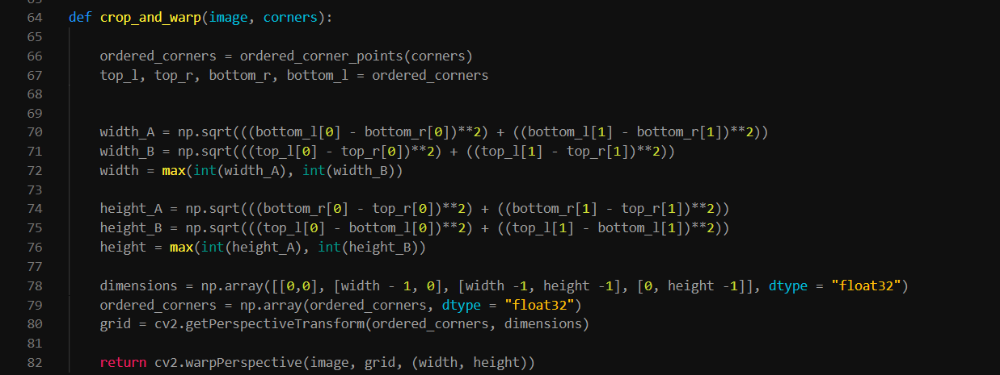 64 def crop_and_warp(image, corners):
65
66 ordered_corners = ordered_corner_points(corners)
67 top_l, top_r, bottom_r, bottom_l = ordered_corners
68
69
70 width_A = np.sqrt(((bottom_l[0] - bottom_r[0])**2) + ((bottom_l[1] - bottom_r[1])**2))
71 width_B = np.sqrt(((top_l[0] - top_r[0])**2) + ((top_l[1] - top_r[1])**2))
72 width = max(int(width_A), int(width_B))
73
74 height_A = np.sqrt(((bottom_r[0] - top_r[0])**2) + ((bottom_r[1] - top_r[1])**2))
75 height_B = np.sqrt(((top_l[0] - bottom_l[0])**2) + ((top_l[1] - bottom_l[1])**2))
76 height = max(int(height_A), int(height_B))
77
78 dimensions = np.array([[0,0], [width - 1, 0], [width -1, height -1], [0, height -1]], dtype = "float32")
79 ordered_corners = np.array(ordered_corners, dtype = "float32")
80 grid = cv2.getPerspectiveTransform(ordered_corners, dimensions)
81
82 return cv2.warpPerspective(image, grid, (width, height))